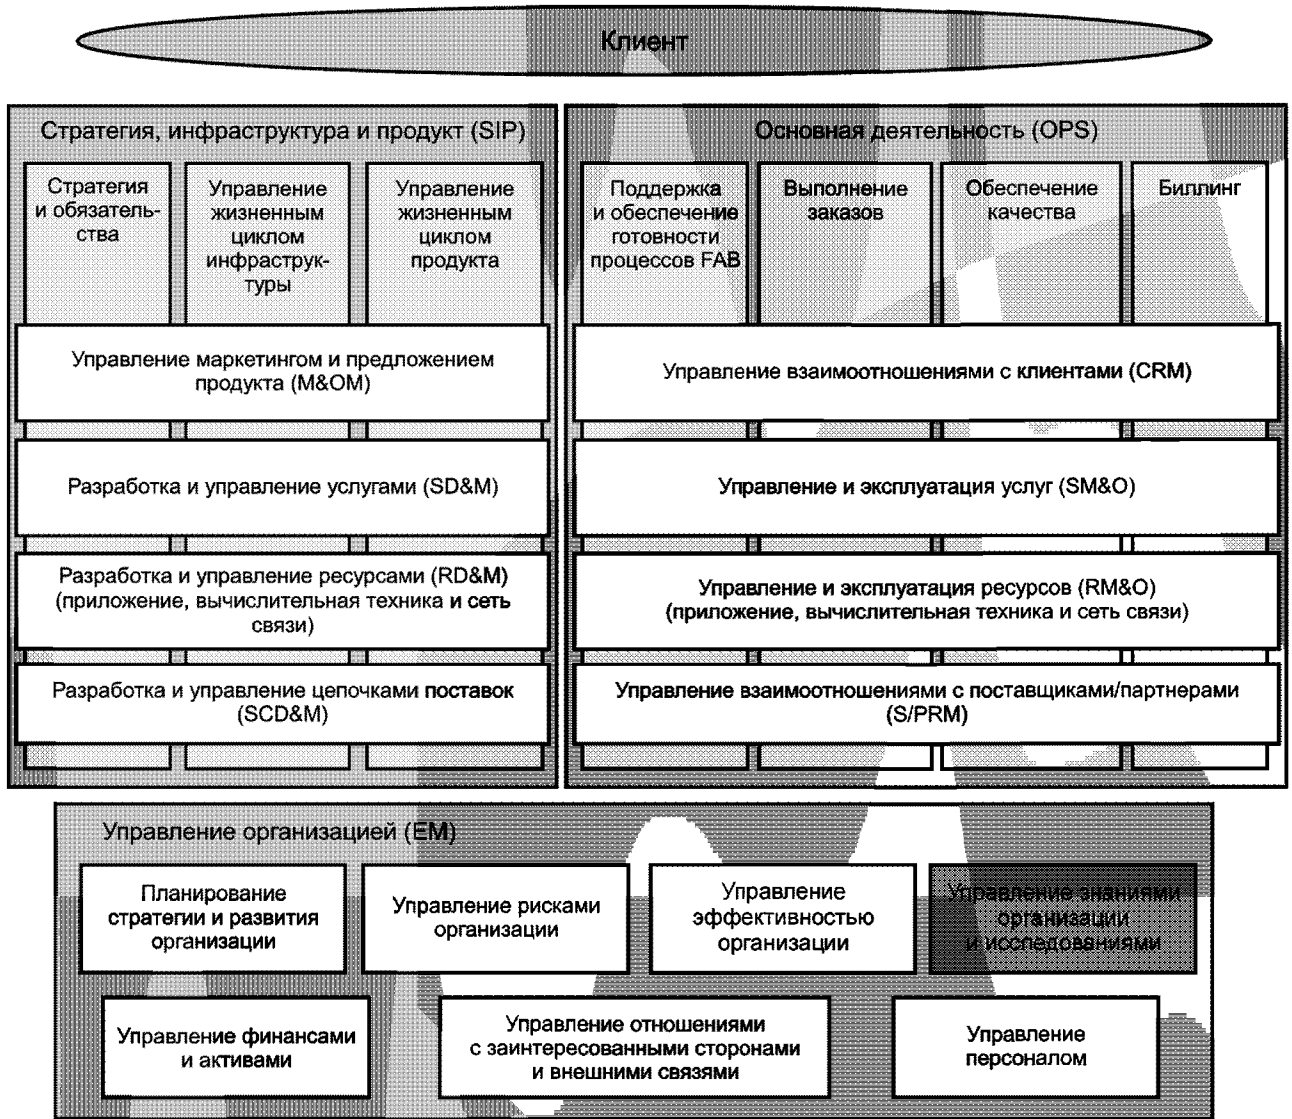 Клиент
Стратегия, инфраструктура и продукт (SIP)
Стратегия
и обязатель-
ства
Управление
жизненным
циклом
инфраструк-
туры
Управление
жизненным
циклом
продукта
Управление маркетингом и предложением
продукта (M&OM)
Разработка и управление услугами (SD&M)
Разработка и управление ресурсами (RD&M)
(приложение, вычислительная техника и сеть
связи)
Разработка и управление цепочками поставок
(SCD&M)
Основная деятельность (OPS)
Поддержка
и обеспечение
готовности
процессов FAB
Выполнение
заказов
Обеспечение
качества
Биллинг
Управление взаимоотношениями с клиентами (CRM)
Управление и эксплуатация услуг (SM&O)
Управление и эксплуатация ресурсов (RM&O)
(приложение, вычислительная техника и сеть связи)
Управление взаимоотношениями с поставщиками/партнерами
(S/PRM)
Управление организацией (EM)
Планирование
стратегии и развития
организации
Управление рисками
организации
Управление
эффективностью
организации
Управление знаниями
организации
и исследованиями
Управление финансами
и активами
Управление отношениями
с заинтересованными сторонами
и внешними связями
Управление
персоналом